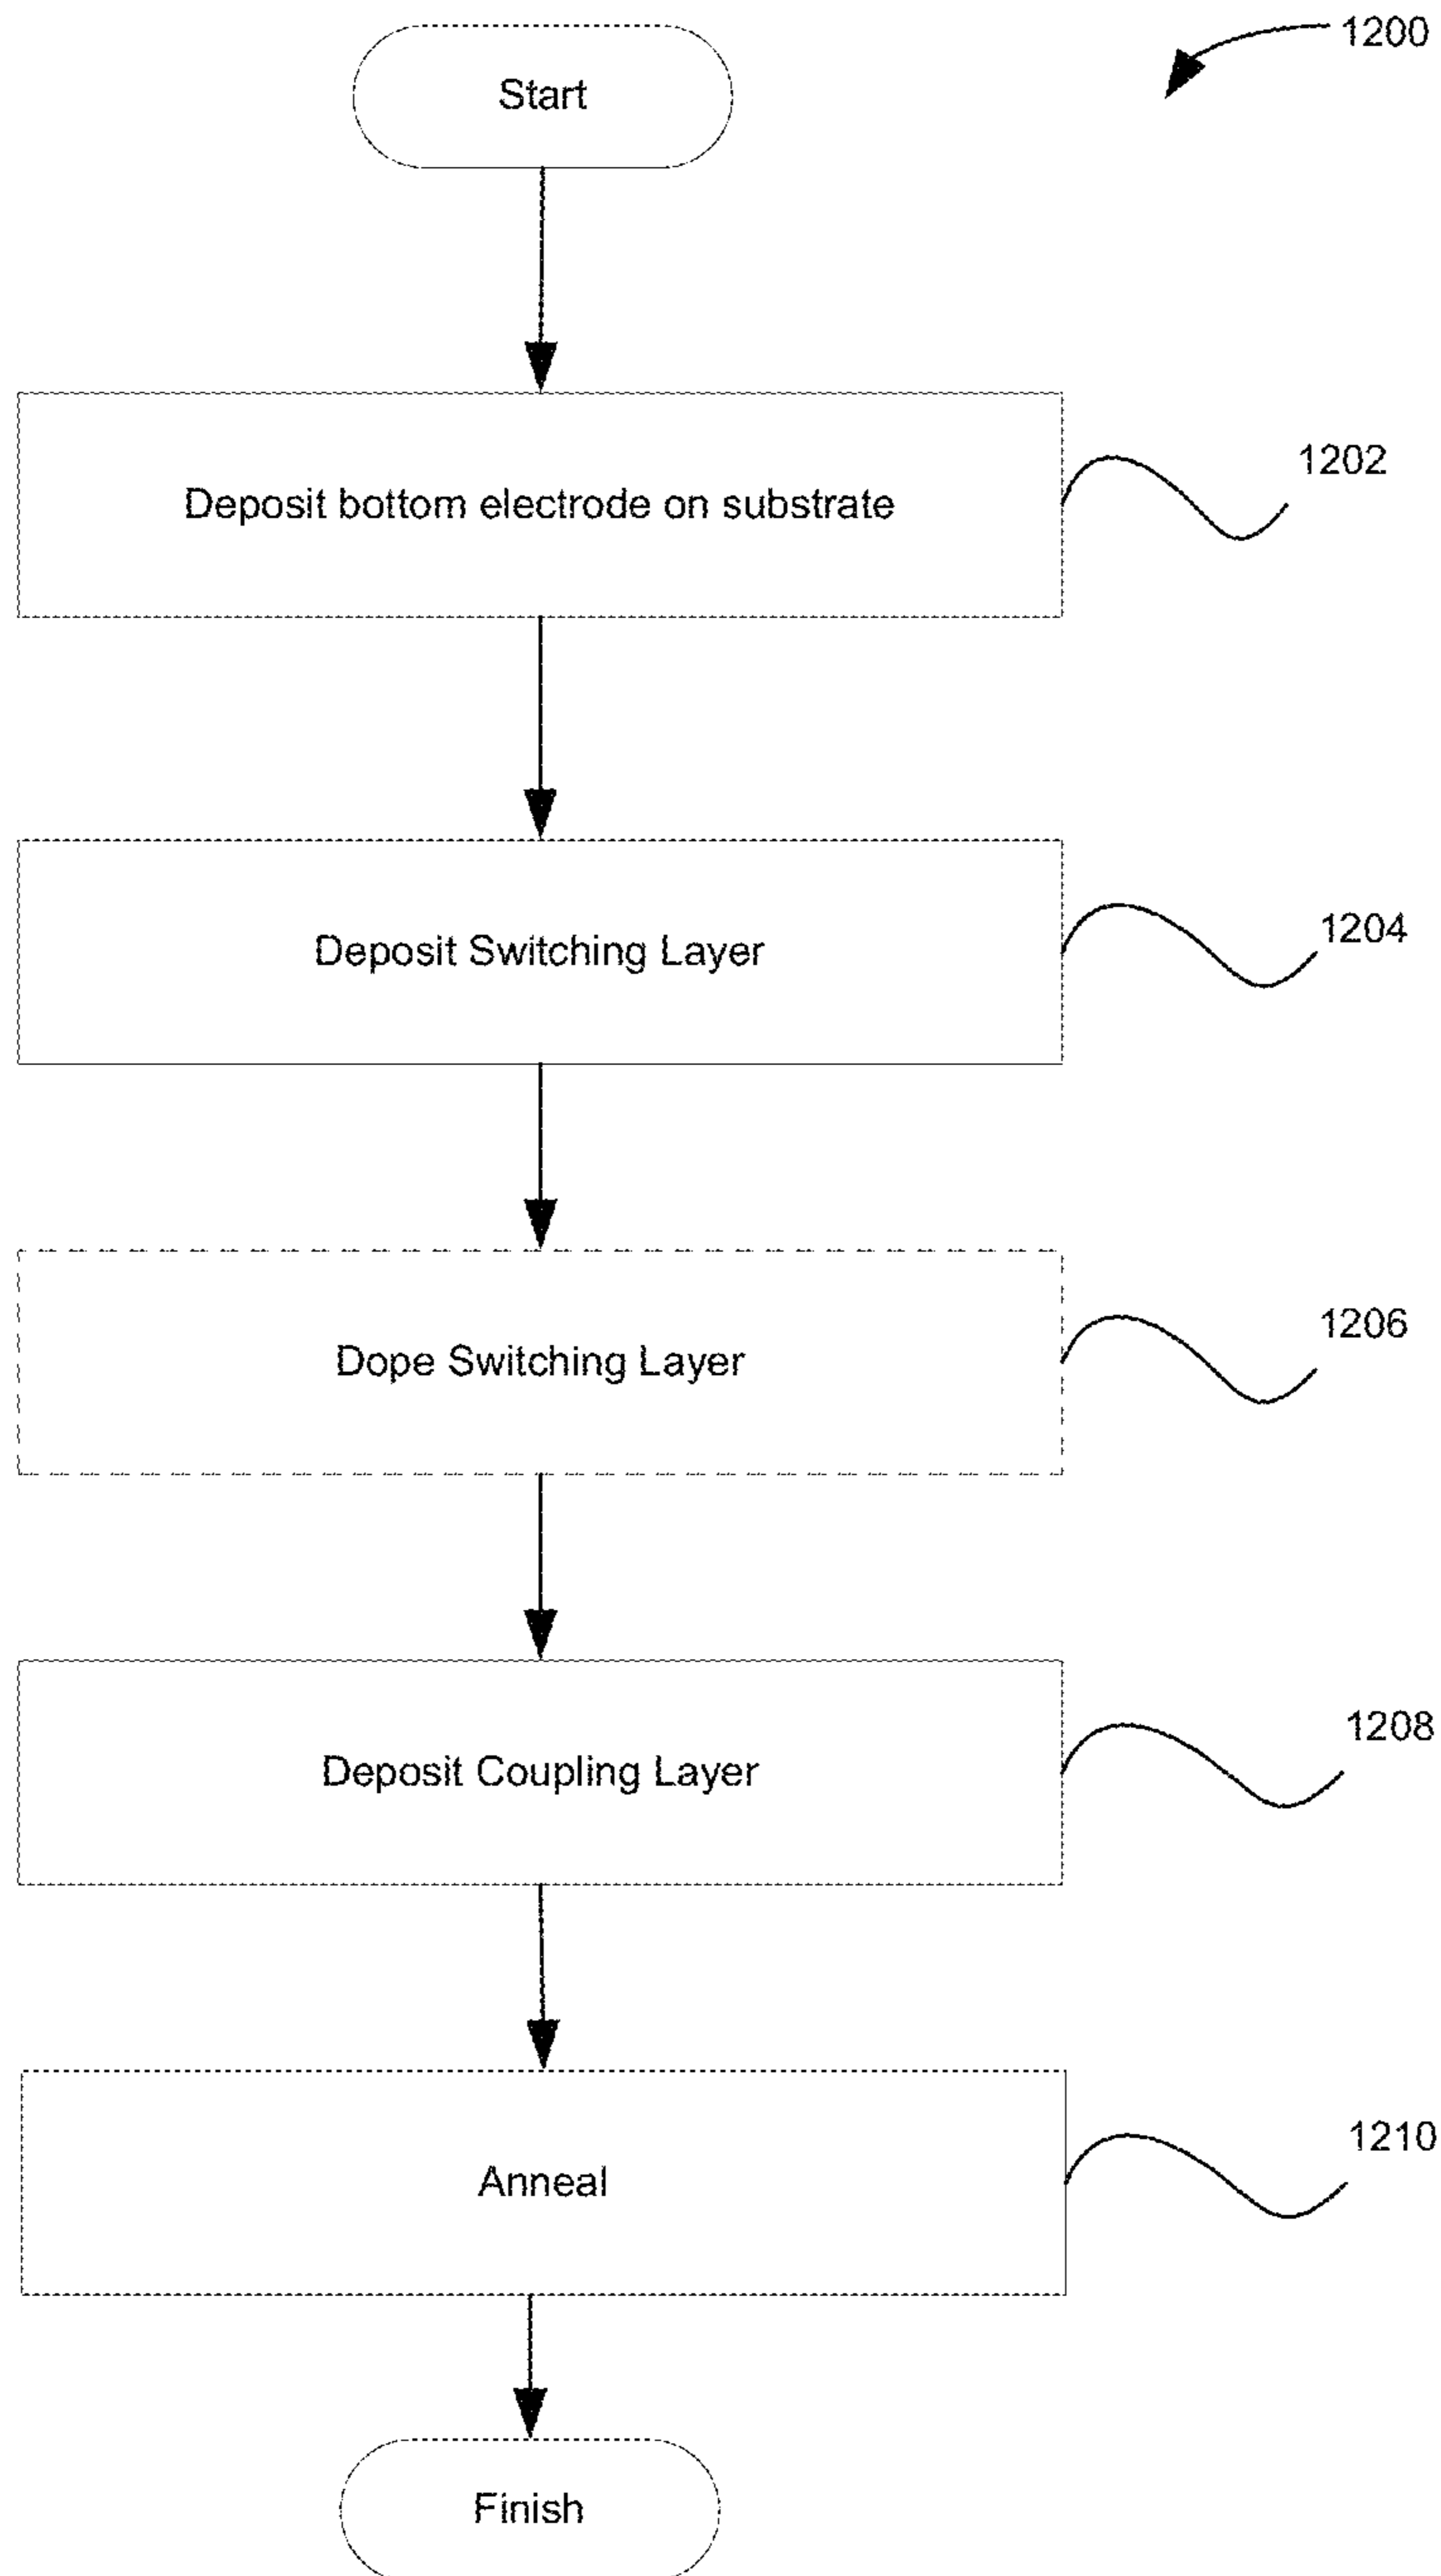 1200
Start
Deposit bottom electrode on substrate
1202
Deposit Switching Layer
1204
Dope Switching Layer
1206
Deposit Coupling Layer
1208
Anneal
1210
Finish